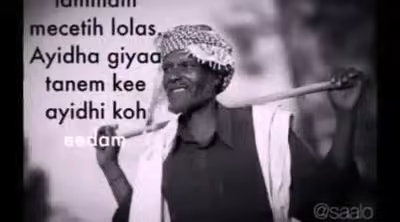 mecetih lolas.
Ayidha giyaa
tanem kee
ayidhi koh
eedam
@saalo